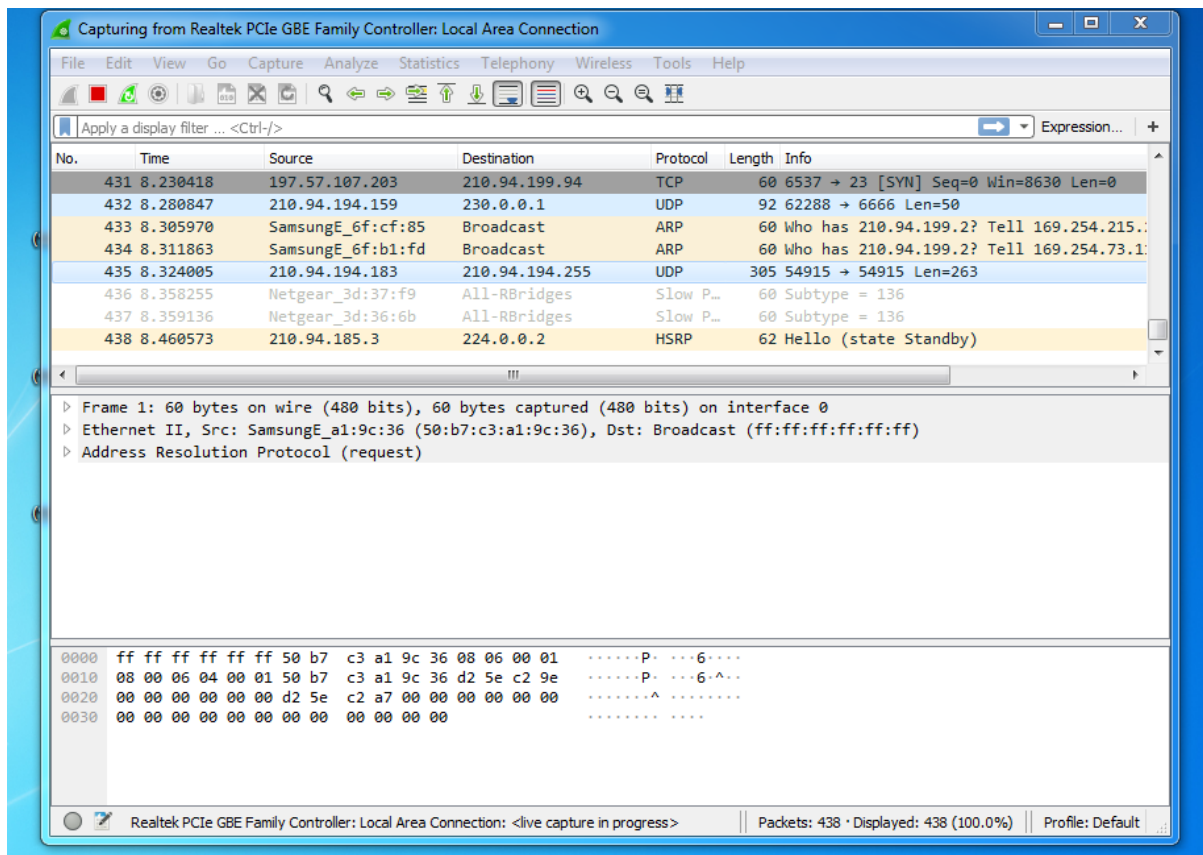 Capturing from Realtek PCIe GBE Family Controller: Local Area Connection
File Edit View Go Capture Analyze Statistics Telephony Wireless Tools Help
Apply a display filter ... <Ctrl-/> Expression... +
No. Time Source Destination Protocol Length Info
431 8.230418 197.57.107.203 210.94.199.94 TCP 60 6537 → 23 [SYN] Seq=0 Win=8630 Len=0
432 8.280847 210.94.194.159 230.0.0.1 UDP 92 62288 → 6666 Len=50
433 8.305970 SamsungE_6f:cf:85 Broadcast ARP 60 Who has 210.94.199.2? Tell 169.254.215.
434 8.311863 SamsungE_6f:b1:fd Broadcast ARP 60 Who has 210.94.199.2? Tell 169.254.73.1
435 8.324005 210.94.194.183 210.94.194.255 UDP 305 54915 → 54915 Len=263
436 8.358255 Netgear_3d:37:f9 All-RBridges Slow P… 60 Subtype = 136
437 8.359136 Netgear_3d:36:6b All-RBridges Slow P… 60 Subtype = 136
438 8.460573 210.94.185.3 224.0.0.2 HSRP 62 Hello (state Standby)
Frame 1: 60 bytes on wire (480 bits), 60 bytes captured (480 bits) on interface 0
Ethernet II, Src: SamsungE_a1:9c:36 (50:b7:c3:a1:9c:36), Dst: Broadcast (ff:ff:ff:ff:ff:ff)
Address Resolution Protocol (request)
0000 ff ff ff ff ff ff 50 b7 c3 a1 9c 36 08 06 00 01 ······P· ···6····
0010 08 00 06 04 00 01 50 b7 c3 a1 9c 36 d2 5e c2 9e ······P· ···6·^··
0020 00 00 00 00 00 00 d2 5e c2 a7 00 00 00 00 00 00 ·······^ ········
0030 00 00 00 00 00 00 00 00 00 00 00 00 ········ ····
Realtek PCIe GBE Family Controller: Local Area Connection: <live capture in progress> Packets: 438 · Displayed: 438 (100.0%) Profile: Default